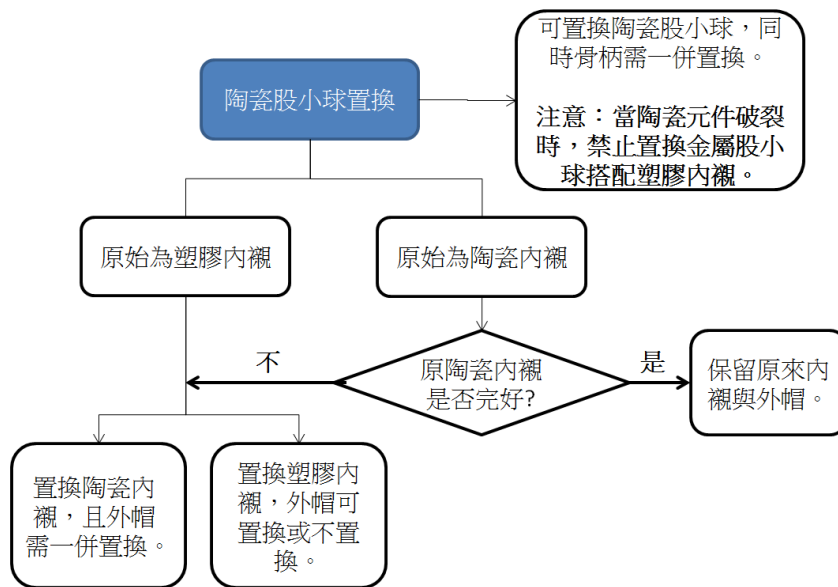 可置換陶瓷股小球，同
時骨柄需一併置換。
注意：當陶瓷元件破裂
時，禁止置換金屬股小
球搭配塑膠內襯。
陶瓷股小球置換
原始為塑膠內襯
原始為陶瓷內襯
不
原陶瓷內襯
是否完好?
是
保留原來內
襯與外帽。
置換陶瓷內
襯，且外帽
需一併置換。
置換塑膠內
襯，外帽可
置換或不置
換。